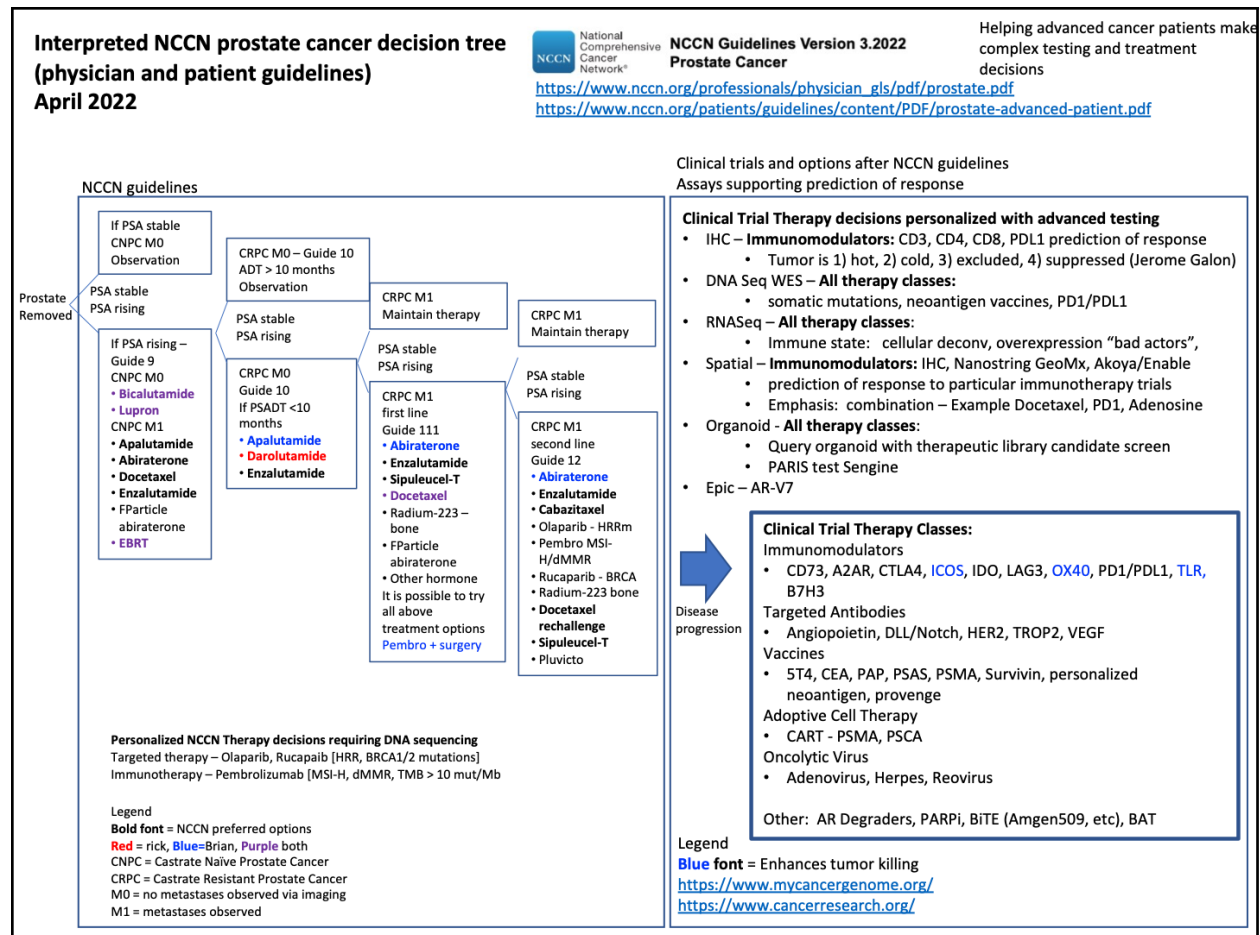 Interpreted NCCN prostate cancer decision tree
(physician and patient guidelines)
April 2022
NCCN
National
Comprehensive
Cancer
Network®
NCCN Guidelines Version 3.2022
Prostate Cancer
https://www.nccn.org/professionals/physician_gls/pdf/prostate.pdf
https://www.nccn.org/patients/guidelines/content/PDF/prostate-advanced-patient.pdf
Helping advanced cancer patients make
complex testing and treatment
decisions
NCCN guidelines
Prostate
Removed
PSA stable
PSA rising
If PSA stable
CNPC M0
Observation
If PSA rising –
Guide 9
CNPC M0
• Bicalutamide
• Lupron
CNPC M1
• Apalutamide
• Abiraterone
• Docetaxel
• Enzalutamide
• FParticle
abiraterone
• EBRT
PSA stable
PSA rising
CRPC M0 – Guide 10
ADT > 10 months
Observation
CRPC M0
Guide 10
If PSADT <10
months
• Apalutamide
• Darolutamide
• Enzalutamide
PSA stable
PSA rising
CRPC M1
Maintain therapy
CRPC M1
first line
Guide 111
• Abiraterone
• Enzalutamide
• Sipuleucel-T
• Docetaxel
• Radium-223 –
bone
• FParticle
abiraterone
• Other hormone
It is possible to try
all above
treatment options
Pembro + surgery
PSA stable
PSA rising
CRPC M1
Maintain therapy
CRPC M1
second line
Guide 12
• Abiraterone
• Enzalutamide
• Cabazitaxel
• Olaparib - HRRm
• Pembro MSI-
H/dMMR
• Rucaparib - BRCA
• Radium-223 bone
• Docetaxel
rechallenge
• Sipuleucel-T
• Pluvicto
Personalized NCCN Therapy decisions requiring DNA sequencing
Targeted therapy – Olaparib, Rucapaib [HRR, BRCA1/2 mutations]
Immunotherapy – Pembrolizumab [MSI-H, dMMR, TMB > 10 mut/Mb
Legend
Bold font = NCCN preferred options
Red = rick, Blue=Brian, Purple both
CNPC = Castrate Naïve Prostate Cancer
CRPC = Castrate Resistant Prostate Cancer
M0 = no metastases observed via imaging
M1 = metastases observed
Clinical trials and options after NCCN guidelines
Assays supporting prediction of response
Clinical Trial Therapy decisions personalized with advanced testing
• IHC – Immunomodulators: CD3, CD4, CD8, PDL1 prediction of response
• Tumor is 1) hot, 2) cold, 3) excluded, 4) suppressed (Jerome Galon)
• DNA Seq WES – All therapy classes:
• somatic mutations, neoantigen vaccines, PD1/PDL1
• RNASeq – All therapy classes:
• Immune state: cellular deconv, overexpression “bad actors”,
• Spatial – Immunomodulators: IHC, Nanostring GeoMx, Akoya/Enable
• prediction of response to particular immunotherapy trials
• Emphasis: combination – Example Docetaxel, PD1, Adenosine
• Organoid - All therapy classes:
• Query organoid with therapeutic library candidate screen
• PARIS test Sengine
• Epic – AR-V7
Disease
progression
Clinical Trial Therapy Classes:
Immunomodulators
• CD73, A2AR, CTLA4, ICOS, IDO, LAG3, OX40, PD1/PDL1, TLR,
B7H3
Targeted Antibodies
• Angiopoietin, DLL/Notch, HER2, TROP2, VEGF
Vaccines
• 5T4, CEA, PAP, PSAS, PSMA, Survivin, personalized
neoantigen, provenge
Adoptive Cell Therapy
• CART - PSMA, PSCA
Oncolytic Virus
• Adenovirus, Herpes, Reovirus
Other: AR Degraders, PARPi, BiTE (Amgen509, etc), BAT
Legend
Blue font = Enhances tumor killing
https://www.mycancergenome.org/
https://www.cancerresearch.org/